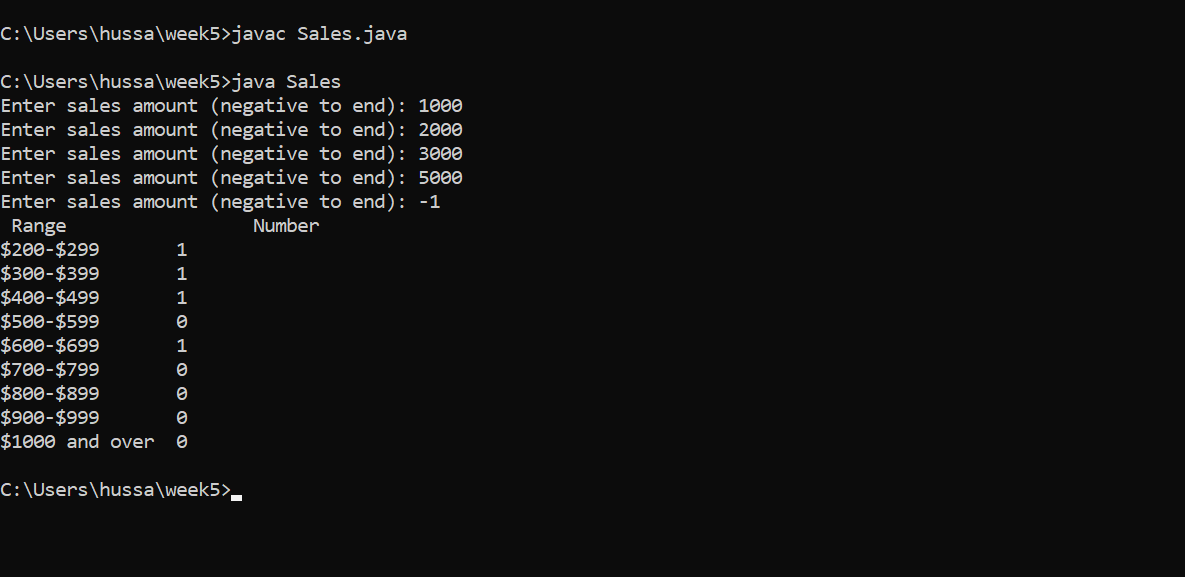 C:\Users\hussa\week5>javac Sales.java
C:\Users\hussa\week5>java Sales
Enter sales amount (negative to end): 1000
Enter sales amount (negative to end): 2000
Enter sales amount (negative to end): 3000
Enter sales amount (negative to end): 5000
Enter sales amount (negative to end): -1
 Range                 Number
$200-$299       1
$300-$399       1
$400-$499       1
$500-$599       0
$600-$699       1
$700-$799       0
$800-$899       0
$900-$999       0
$1000 and over  0
C:\Users\hussa\week5>